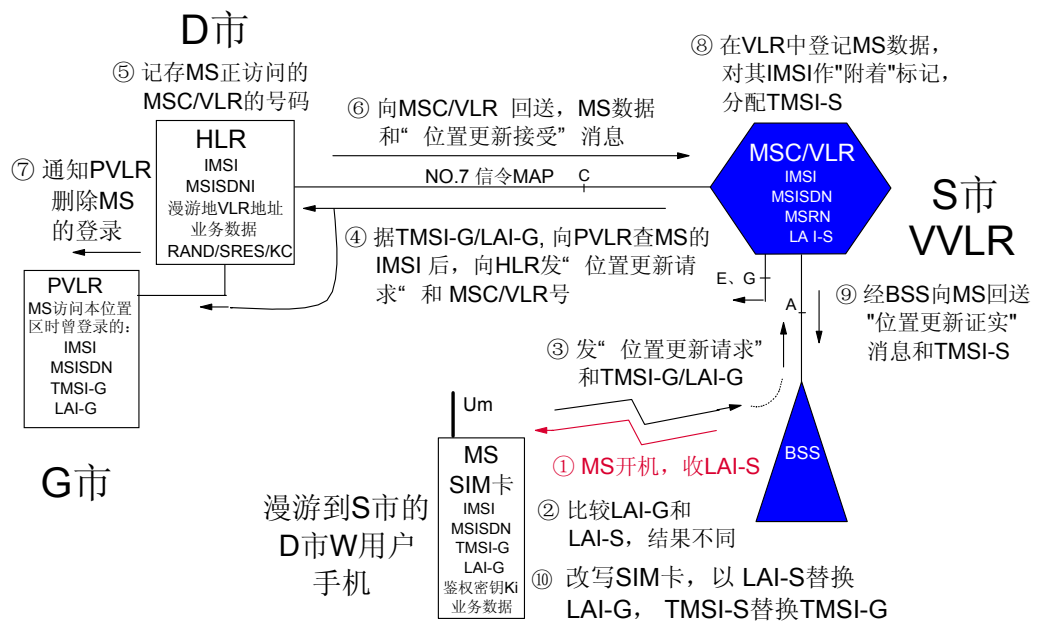 D市
⑤ 记存MS正访问的
MSC/VLR的号码
⑥ 向MSC/VLR 回送，MS数据
和“ 位置更新接受” 消息
⑧ 在VLR中登记MS数据，
对其IMSI作"附着"标记，
分配TMSI-S
HLR
IMSI
MSISDNI
漫游地VLR地址
业务数据
RAND/SRES/KC
⑦ 通知PVLR
删除MS
的登录
NO.7 信令MAP
C
MSC/VLR
IMSI
MSISDN
MSRN
LA I-S
S市
VVLR
④ 据TMSI-G/LAI-G, 向PVLR查MS的
IMSI 后，向HLR发“ 位置更新请
求“ 和 MSC/VLR号
E、G
A
PVLR
MS访问本位置
区时曾登录的：
IMSI
MSISDN
TMSI-G
LAI-G
⑨ 经BSS向MS回送
"位置更新证实"
消息和TMSI-S
③ 发“ 位置更新请求”
和TMSI-G/LAI-G
Um
G市
① MS开机，收LAI-S
BSS
MS
SIM卡
IMSI
MSISDN
TMSI-G
LAI-G
鉴权密钥Ki
业务数据
漫游到S市的
D市W用户
手机
② 比较LAI-G和
LAI-S，结果不同
⑩ 改写SIM卡，以 LAI-S替换
LAI-G， TMSI-S替换TMSI-G